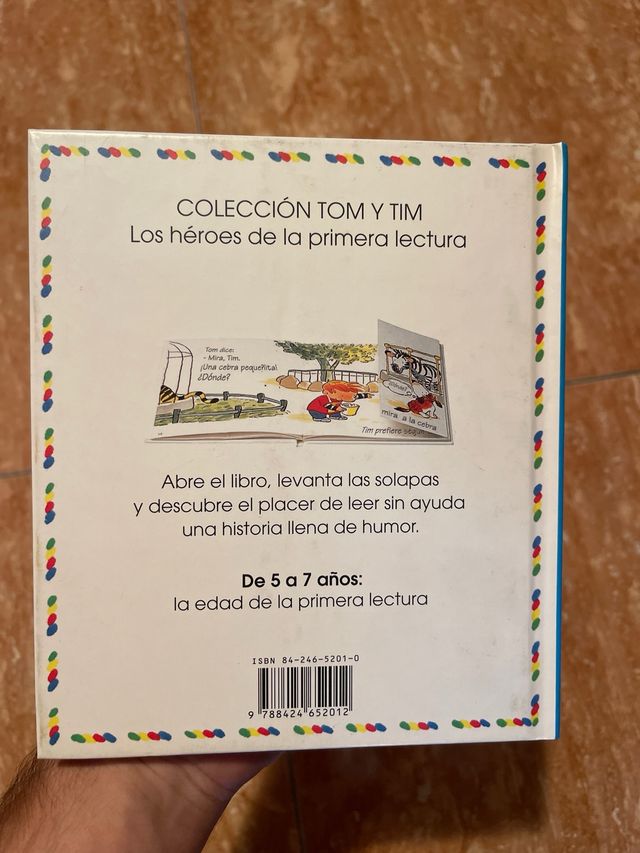 COLECCIÓN TOM Y TIM
Los héroes de la primera lectura
Tom dice:
- Mira, Tim.
¡Una cebra pequeñita!
¿Dónde?
mira a la cebra
Tim prefiere
Abre el libro, levanta las solapas
y descubre el placer de leer sin ayuda
una historia llena de humor.
De 5 a 7 años:
la edad de la primera lectura
ISBN 84-246-5201-0
9 788424 652012